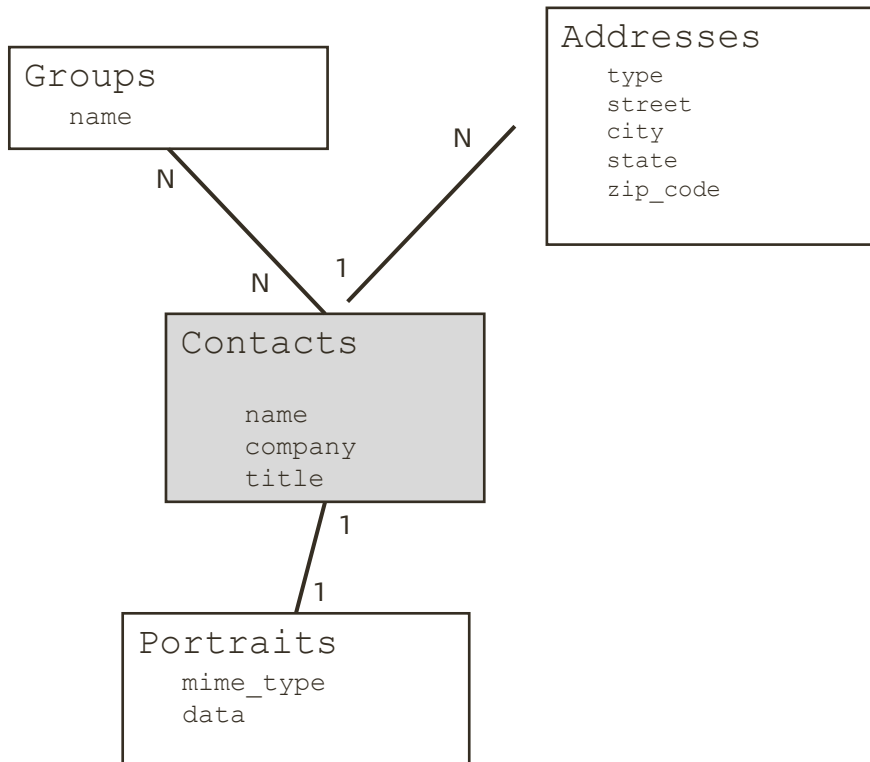 Addresses
type
street
city
state
zip_code
Groups
name
N
N
N
1
Contacts
name
company
title
1
1
Portraits
mime_type
data